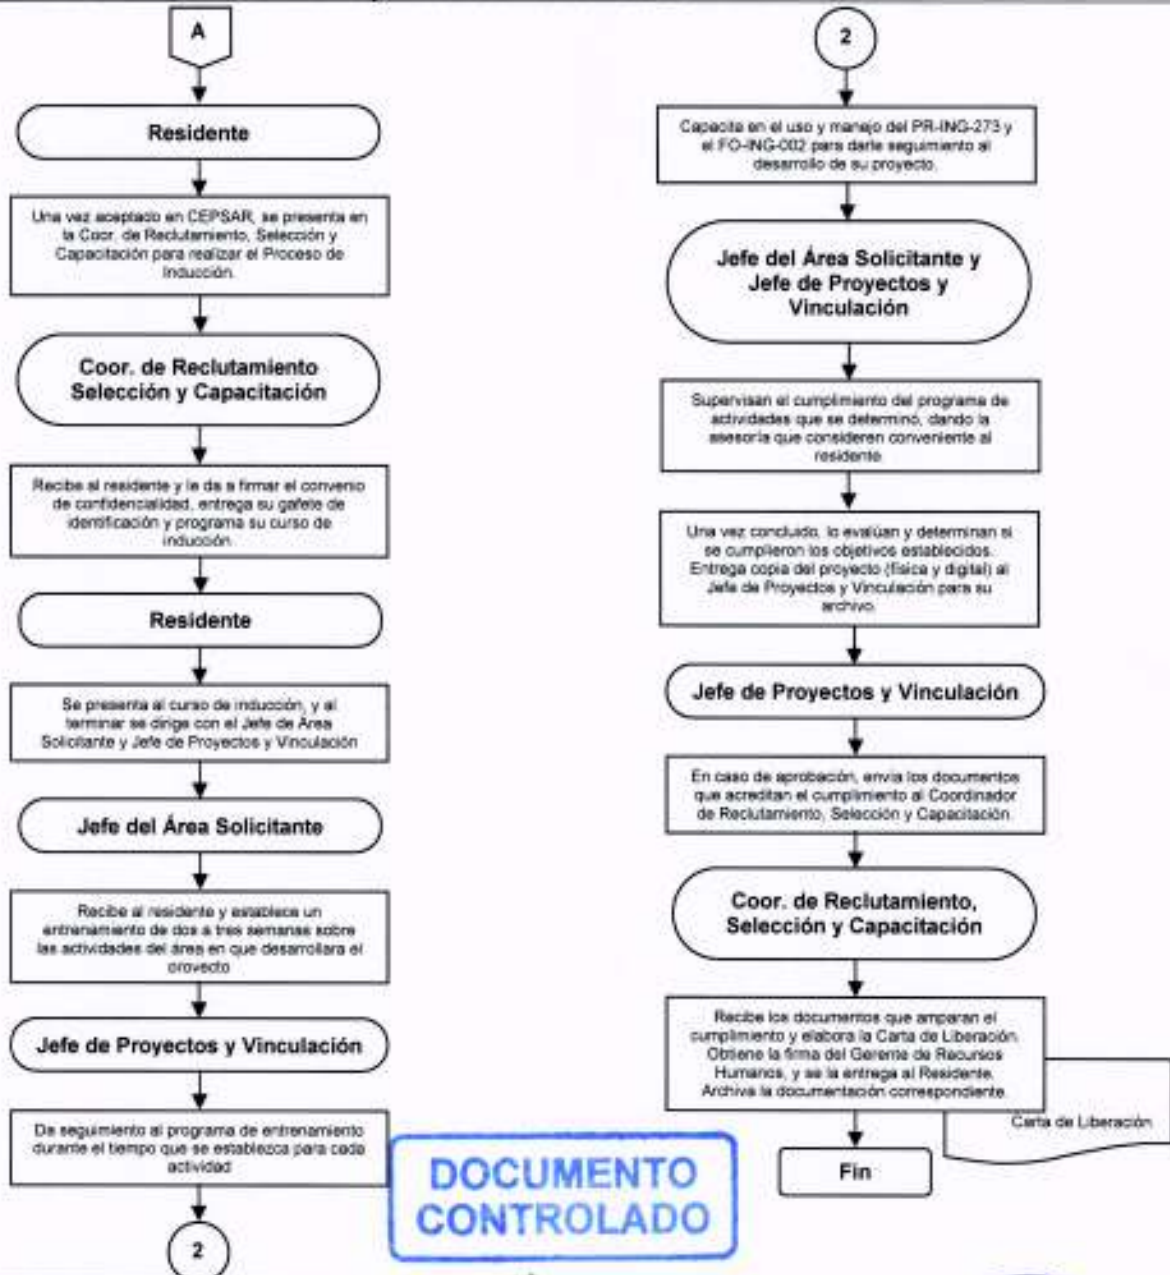 A
Residente
Una vez aceptado en CEPSAR, se presenta en
la Coor. de Reclutamiento, Selección y
Capacitación para realizar el Proceso de
Inducción.
Coor. de Reclutamiento
Selección y Capacitación
Recibe al residente y le da a firmar el convenio
de confidencialidad, entrega su gafete de
identificación y programa su curso de
inducción
Residente
Se presenta al curso de inducción, y al
terminar se dirige con el Jefe de Área
Solicitante y Jefe de Proyectos y Vinculación
Jefe del Área Solicitante
Recibe al residente y establece un
entrenamiento de dos a tres semanas sobre
las actividades del área en que desarrollara el
proyecto
Jefe de Proyectos y Vinculación
Da seguimiento al programa de entrenamiento
durante el tiempo que se establezca para cada
actividad
2
2
Capacita en el uso y manejo del PR-ING-273 y
el FO-ING-002 para darle seguimiento al
desarrollo de su proyecto.
Jefe del Área Solicitante y
Jefe de Proyectos y
Vinculación
Supervisan el cumplimiento del programa de
actividades que se determinó, dando la
asesoría que consideren conveniente al
residente
Una vez concluido, lo evalúan y determinan si
se cumplieron los objetivos establecidos.
Entrega copia del proyecto (física y digital) al
Jefe de Proyectos y Vinculación para su
archivo.
Jefe de Proyectos y Vinculación
En caso de aprobación, envía los documentos
que acreditan el cumplimiento al Coordinador
de Reclutamiento, Selección y Capacitación
Coor. de Reclutamiento,
Selección y Capacitación
Recibe los documentos que amparan el
cumplimiento y elabora la Carta de Liberación
Obtiene la firma del Gerente de Recursos
Humanos, y se la entrega al Residente.
Archiva la documentación correspondiente.
Carta de Liberación
Fin
DOCUMENTO
CONTROLADO